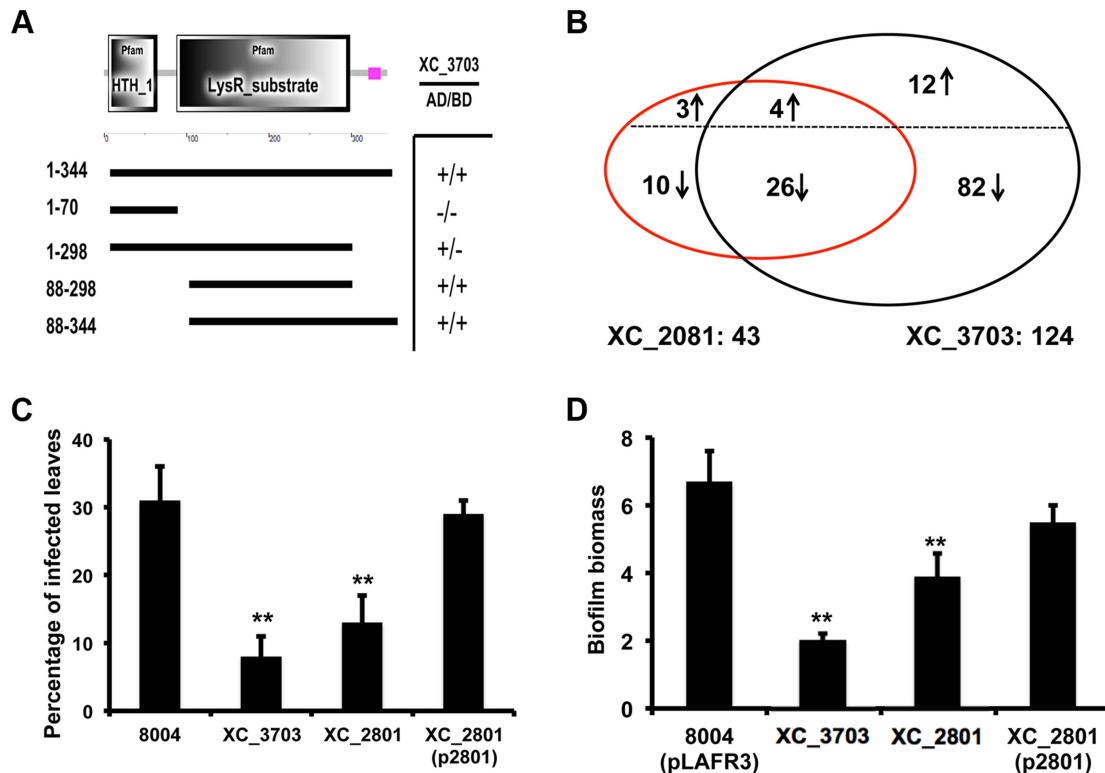 A
Pfam
HTH_1
Pfam
LysR_substrate
XC_3703
AD/BD
0
100
200
300
1-344
+/+
1-70
-/-
1-298
+/-
88-298
+/+
88-344
+/+
B
12↑
3↑
4↑
10↓
26↓
82↓
XC_2081: 43
XC_3703: 124
C
Percentage of infected leaves
40
30
20
10
0
**
**
8004
XC_3703
XC_2801
XC_2801
(p2801)
D
Biofilm biomass
8
6
4
2
0
**
**
8004
(pLAFR3)
XC_3703
XC_2801
XC_2801
(p2801)